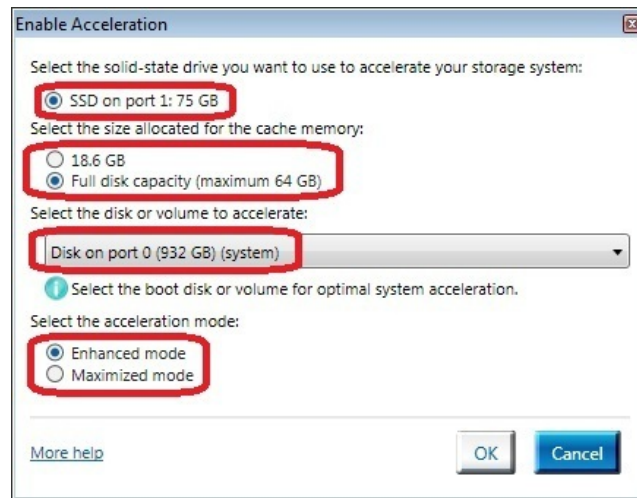 Enable Acceleration
Select the solid-state drive you want to use to accelerate your storage system:
SSD on port 1: 75 GB
Select the size allocated for the cache memory:
18.6 GB
Full disk capacity (maximum 64 GB)
Select the disk or volume to accelerate:
Disk on port 0 (932 GB) (system)
Select the boot disk or volume for optimal system acceleration.
Select the acceleration mode:
Enhanced mode
Maximized mode
More help OK Cancel